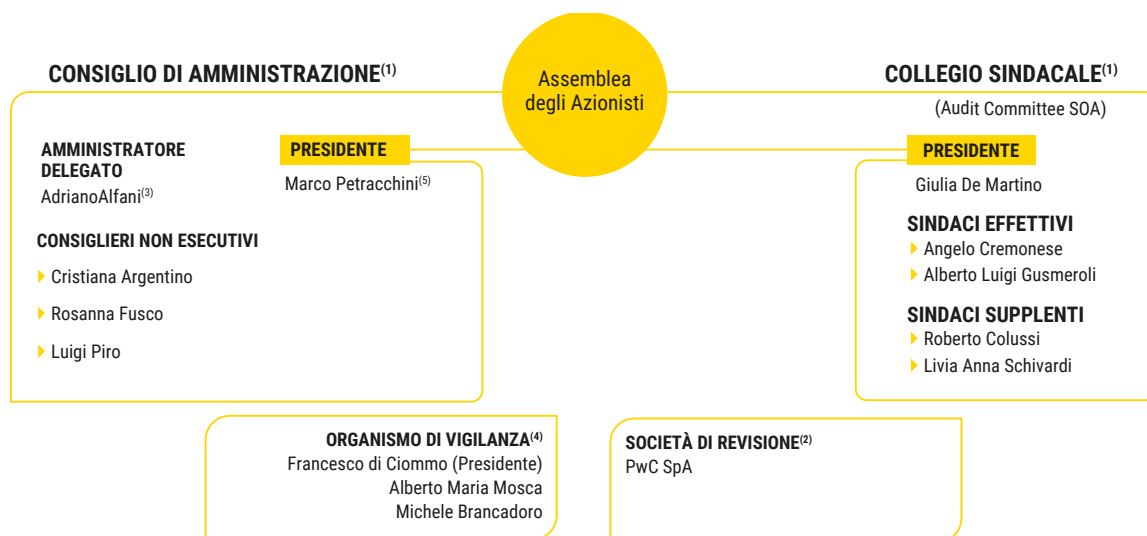 Assemblea
degli Azionisti
CONSIGLIO DI AMMINISTRAZIONE(1)
AMMINISTRATORE
DELEGATO
AdrianoAlfani(3)
PRESIDENTE
Marco Petracchini(5)
CONSIGLIERI NON ESECUTIVI
Cristiana Argentino
Rosanna Fusco
Luigi Piro
COLLEGIO SINDACALE(1)
(Audit Committee SOA)
PRESIDENTE
Giulia De Martino
SINDACI EFFETTIVI
Angelo Cremonese
Alberto Luigi Gusmeroli
SINDACI SUPPLENTI
Roberto Colussi
Livia Anna Schivardi
ORGANISMO DI VIGILANZA(4)
Francesco di Ciommo (Presidente)
Alberto Maria Mosca
Michele Brancadoro
SOCIETÀ DI REVISIONE(2)
PwC SpA